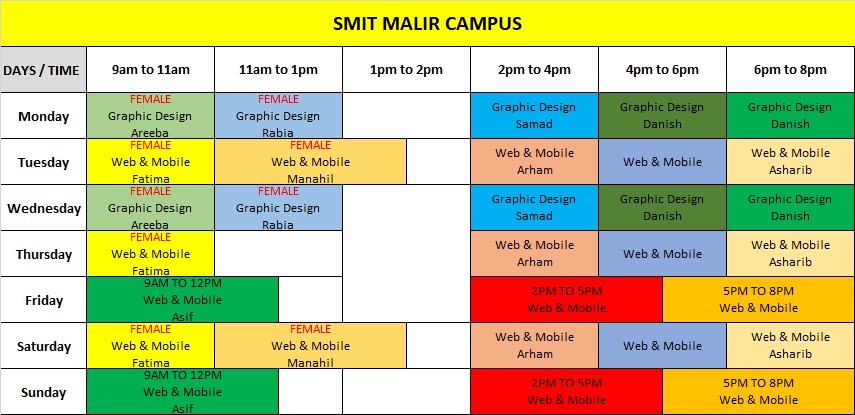 SMIT MALIR CAMPUS
DAYS / TIME 9am to 11am 11am to 1pm 1pm to 2pm 2pm to 4pm 4pm to 6pm 6pm to 8pm
Monday
FEMALE
Graphic Design
Areeba
FEMALE
Graphic Design
Rabia
Graphic Design
Samad
Graphic Design
Danish
Graphic Design
Danish
Tuesday
FEMALE
Web & Mobile
Fatima
FEMALE
Web & Mobile
Manahil
Web & Mobile
Arham
Web & Mobile
Web & Mobile
Asharib
Wednesday
FEMALE
Graphic Design
Areeba
FEMALE
Graphic Design
Rabia
Graphic Design
Samad
Graphic Design
Danish
Graphic Design
Danish
Thursday
FEMALE
Web & Mobile
Fatima
Web & Mobile
Arham
Web & Mobile
Web & Mobile
Asharib
Friday
9AM TO 12PM
Web & Mobile
Asif
2PM TO 5PM
Web & Mobile
5PM TO 8PM
Web & Mobile
Saturday
FEMALE
Web & Mobile
Fatima
FEMALE
Web & Mobile
Manahil
Web & Mobile
Arham
Web & Mobile
Web & Mobile
Asharib
Sunday
9AM TO 12PM
Web & Mobile
Asif
2PM TO 5PM
Web & Mobile
5PM TO 8PM
Web & Mobile